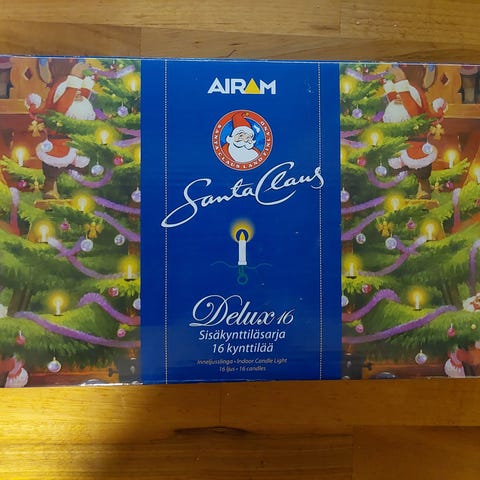 AIRAM
SANTA CLAUS LAND FINLAND
Santa Claus
Delux 16
Sisäkynttiläsarja
16 kynttilää
Inneljusslinga • Indoor Candle Light
16 ljus • 16 candles